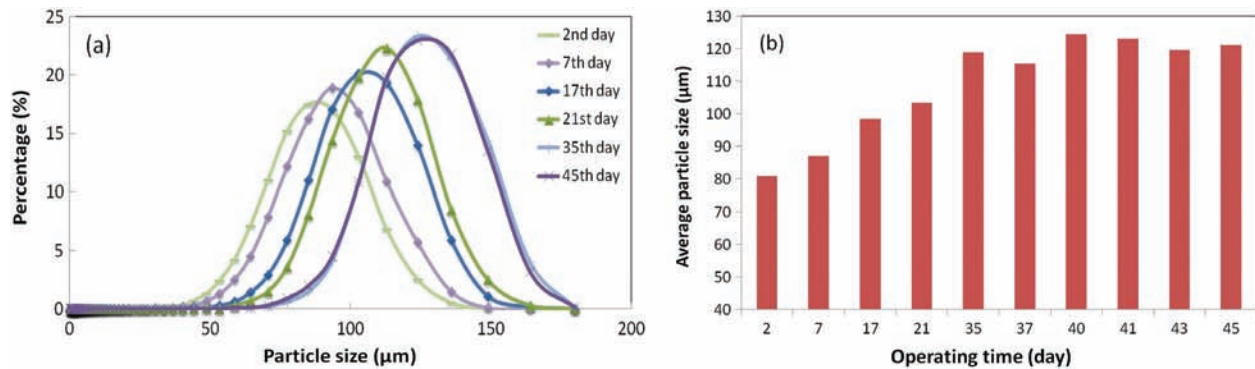 (a)
25
20
15
10
5
0
Percentage (%)
0 50 100 150 200
Particle size (µm)
2nd day
7th day
17th day
21st day
35th day
45th day
(b)
130
120
110
100
90
80
70
60
50
40
Average particle size (µm)
2 7 17 21 35 37 40 41 43 45
Operating time (day)